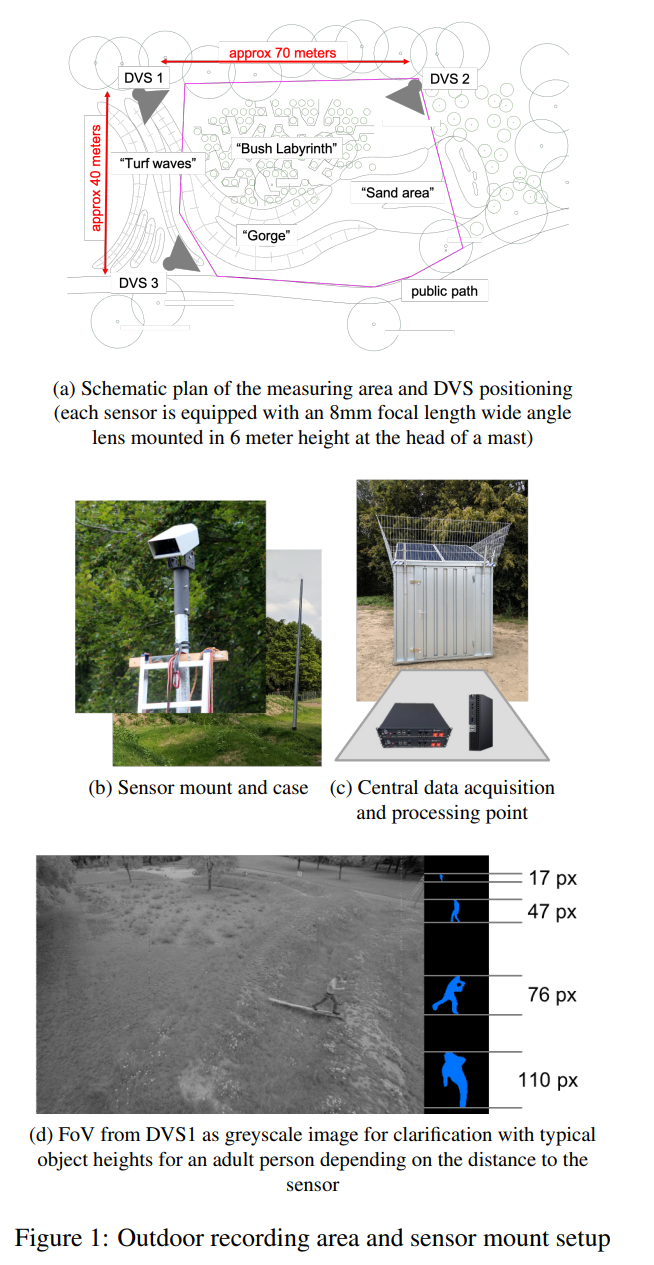 approx 70 meters
DVS 1
DVS 2
approx 40 meters
"Turf waves"
"Bush Labyrinth"
"Sand area"
"Gorge"
DVS 3
public path
(a) Schematic plan of the measuring area and DVS positioning
(each sensor is equipped with an 8mm focal length wide angle
lens mounted in 6 meter height at the head of a mast)
(b) Sensor mount and case
(c) Central data acquisition
and processing point
17 px
47 px
76 px
110 px
(d) FoV from DVS1 as greyscale image for clarification with typical
object heights for an adult person depending on the distance to the
sensor
Figure 1: Outdoor recording area and sensor mount setup